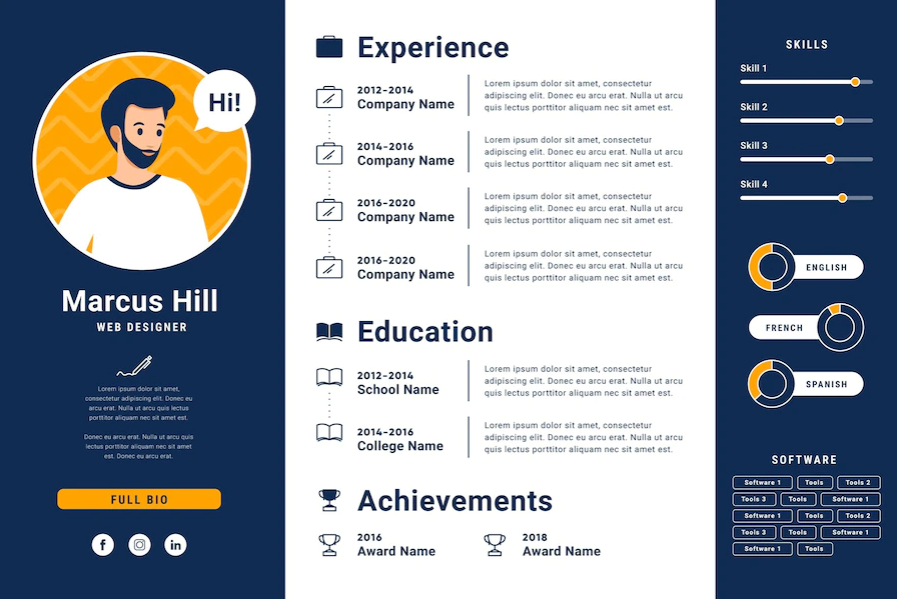 Hi!
Marcus Hill
WEB DESIGNER
Lorem ipsum dolor sit amet,
consectetur adipiscing elit. Donec eu
arcu erat. Nulla ut arcu quis lectus
porttitor aliquam nec sit amet est.
Donec eu arcu erat. Nulla ut arcu quis
lectus porttitor aliquam nec sit amet
est. Donec eu arcu erat.
FULL BIO
f
in
Experience
2012-2014
Company Name
Lorem ipsum dolor sit amet, consectetur
adipiscing elit. Donec eu arcu erat. Nulla ut arcu
quis lectus porttitor aliquam nec sit amet est.
2014-2016
Company Name
Lorem ipsum dolor sit amet, consectetur
adipiscing elit. Donec eu arcu erat. Nulla ut arcu
quis lectus porttitor aliquam nec sit amet est.
2016-2020
Company Name
Lorem ipsum dolor sit amet, consectetur
adipiscing elit. Donec eu arcu erat. Nulla ut arcu
quis lectus porttitor aliquam nec sit amet est.
2016-2020
Company Name
Lorem ipsum dolor sit amet, consectetur
adipiscing elit. Donec eu arcu erat. Nulla ut arcu
quis lectus porttitor aliquam nec sit amet est.
Education
2012-2014
School Name
Lorem ipsum dolor sit amet, consectetur
adipiscing elit. Donec eu arcu erat. Nulla ut arcu
quis lectus porttitor aliquam nec sit amet est.
2014-2016
College Name
Lorem ipsum dolor sit amet, consectetur
adipiscing elit. Donec eu arcu erat. Nulla ut arcu
quis lectus porttitor aliquam nec sit amet est.
Achievements
2016
Award Name
2018
Award Name
SKILLS
Skill 1
Skill 2
Skill 3
Skill 4
ENGLISH
FRENCH
SPANISH
SOFTWARE
Software 1 Tools Tools 2
Tools 3 Tools Software 1
Software 1 Tools Tools 2
Tools 3 Tools Software 1
Software 1 Tools